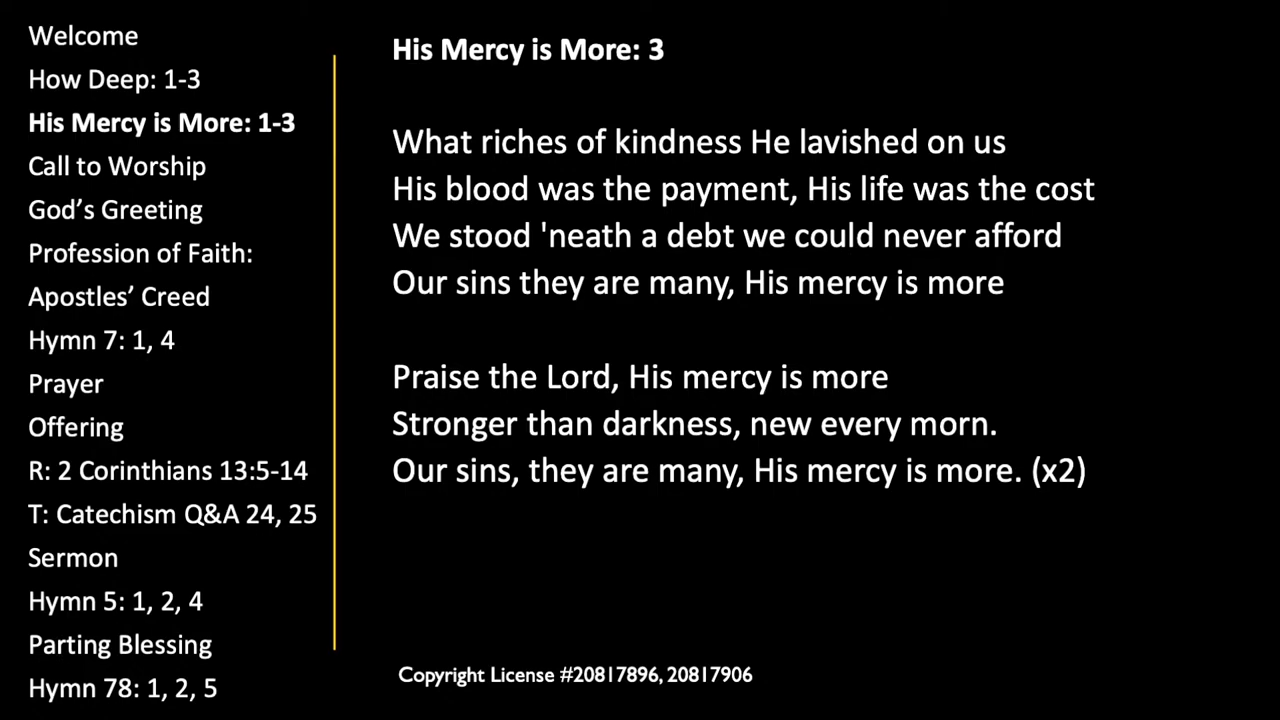 Welcome
How Deep: 1-3
His Mercy is More: 1-3
Call to Worship
God’s Greeting
Profession of Faith:
Apostles’ Creed
Hymn 7: 1, 4
Prayer
Offering
R: 2 Corinthians 13:5-14
T: Catechism Q&A 24, 25
Sermon
Hymn 5: 1, 2, 4
Parting Blessing
Hymn 78: 1, 2, 5
His Mercy is More: 3
What riches of kindness He lavished on us
His blood was the payment, His life was the cost
We stood 'neath a debt we could never afford
Our sins they are many, His mercy is more
Praise the Lord, His mercy is more
Stronger than darkness, new every morn.
Our sins, they are many, His mercy is more. (x2)
Copyright License #20817896, 20817906